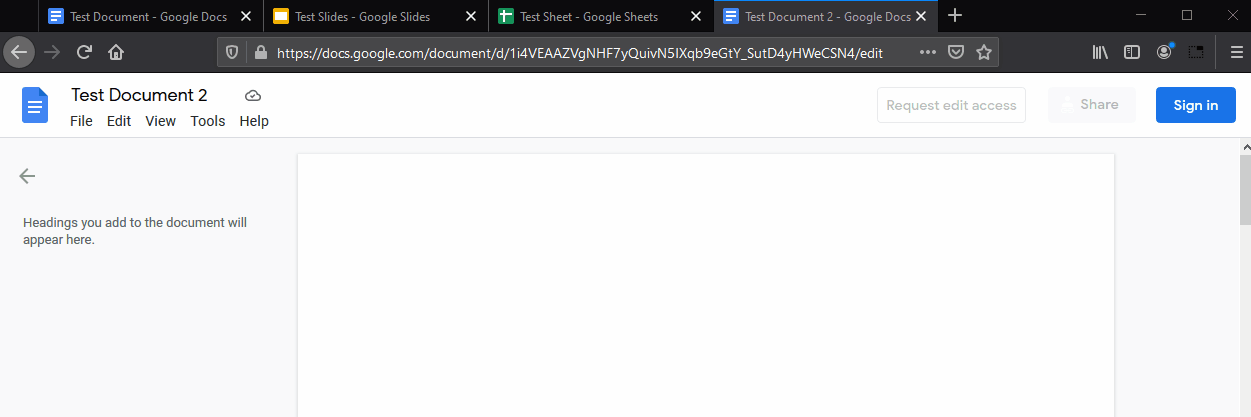 Test Document - Google Docs
Test Slides - Google Slides
Test Sheet - Google Sheets
Test Document 2 - Google Docs
https://docs.google.com/document/d/1i4VEAAZVgNHF7yQuivN5IXqb9eGtY_SutD4yHWeCSN4/edit
Test Document 2
File Edit View Tools Help
Request edit access
Share
Sign in
Headings you add to the document will
appear here.